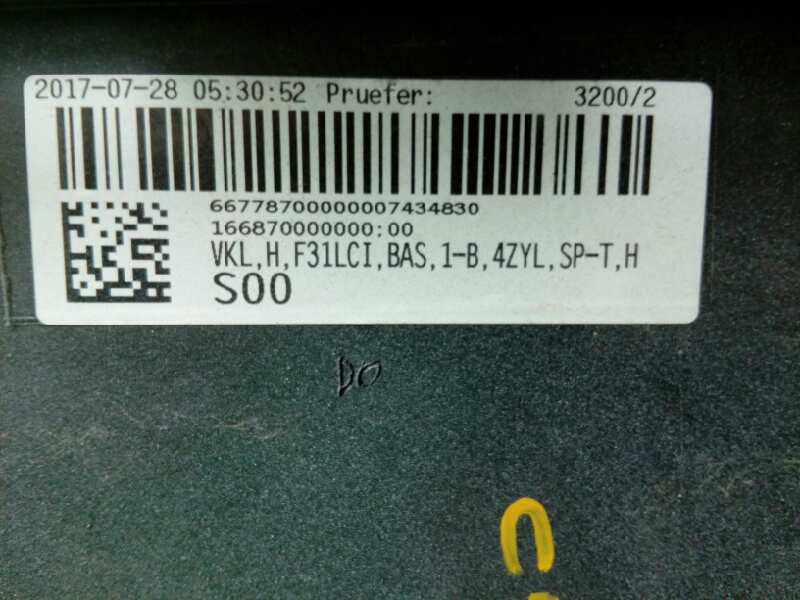 2017-07-28 05:30:52 Pruefer: 3200/2
66778700000007434830
166870000000;00
VKL,H,F31LCI,BAS,1-B,4ZYL,SP-T,H
S00